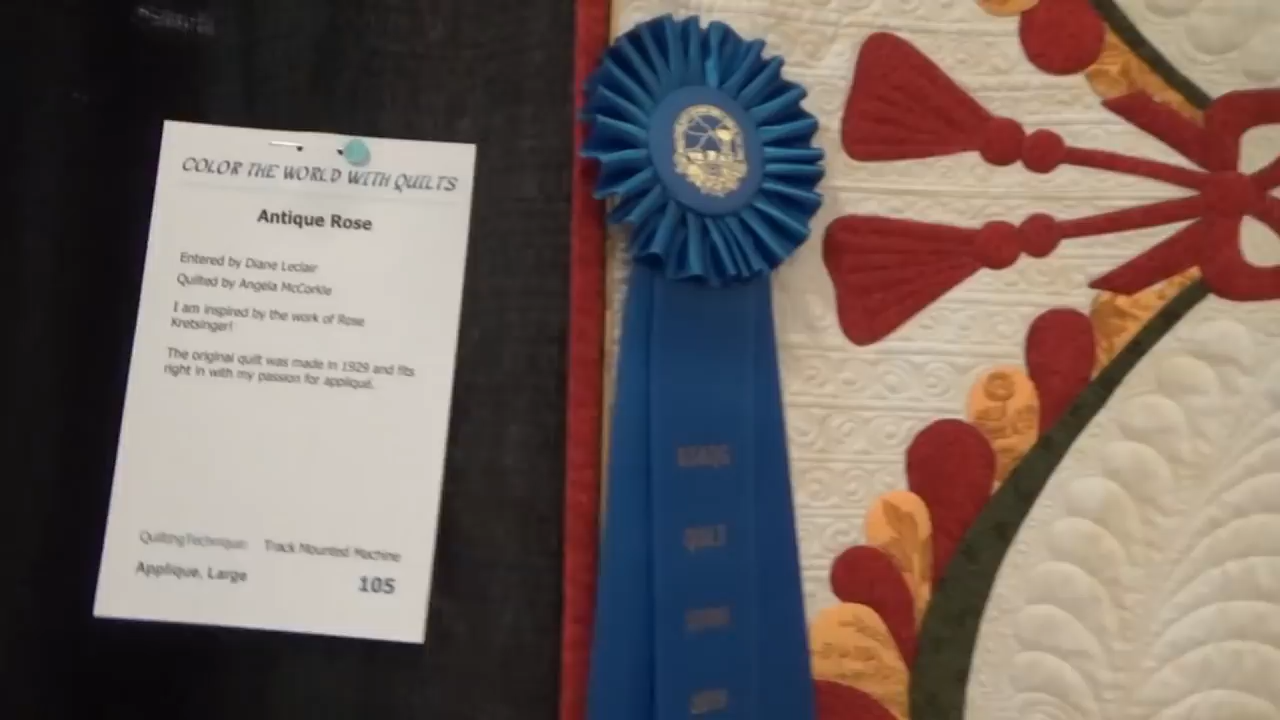 COLOR THE WORLD WITH QUILTS
Antique Rose
Entered by Diane Leclair
Quilted by Angela McCorkle
I am inspired by the work of Rose
Kretsinger!
The original quilt was made in 1929 and fits
right in with my passion for appliqué.
Quilting Technique: Track Mounted Machine
Applique, Large 105
QUILT